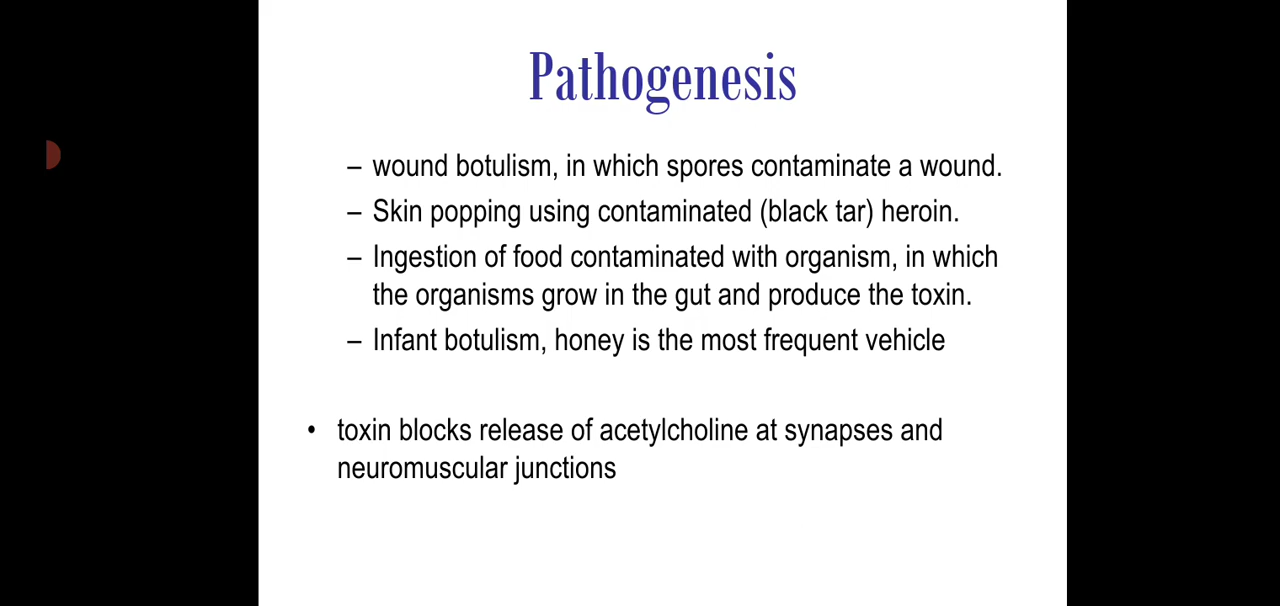 Pathogenesis
– wound botulism, in which spores contaminate a wound.
– Skin popping using contaminated (black tar) heroin.
– Ingestion of food contaminated with organism, in which
the organisms grow in the gut and produce the toxin.
– Infant botulism, honey is the most frequent vehicle
• toxin blocks release of acetylcholine at synapses and
neuromuscular junctions